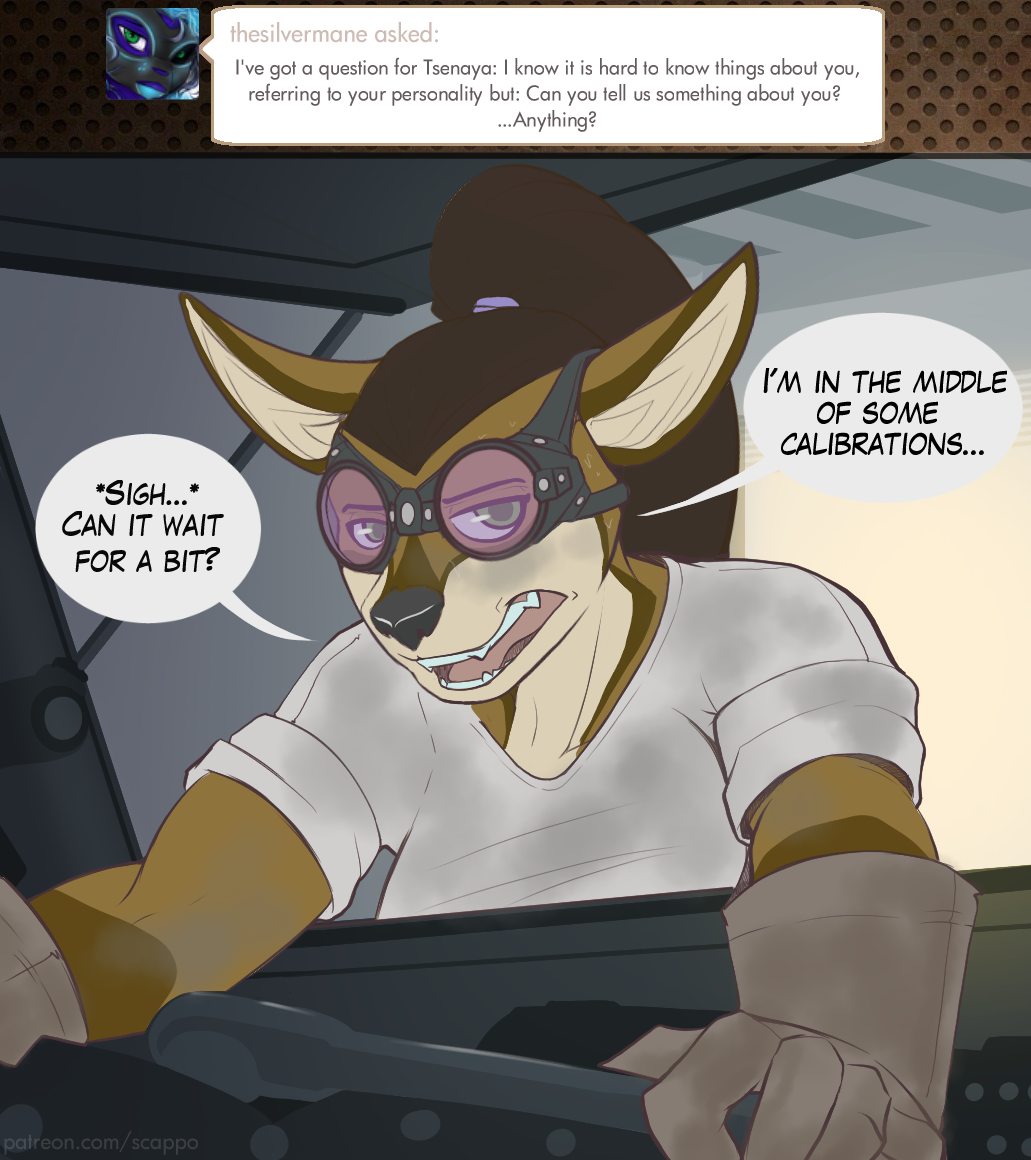 thesilvermane asked:
I've got a question for Tsenaya: I know it is hard to know things about you,
referring to your personality but: Can you tell us something about you?
...Anything?
*Sigh...*
Can it wait
for a bit?
I'm in the middle
of some
calibrations...
patreon.com/scappo